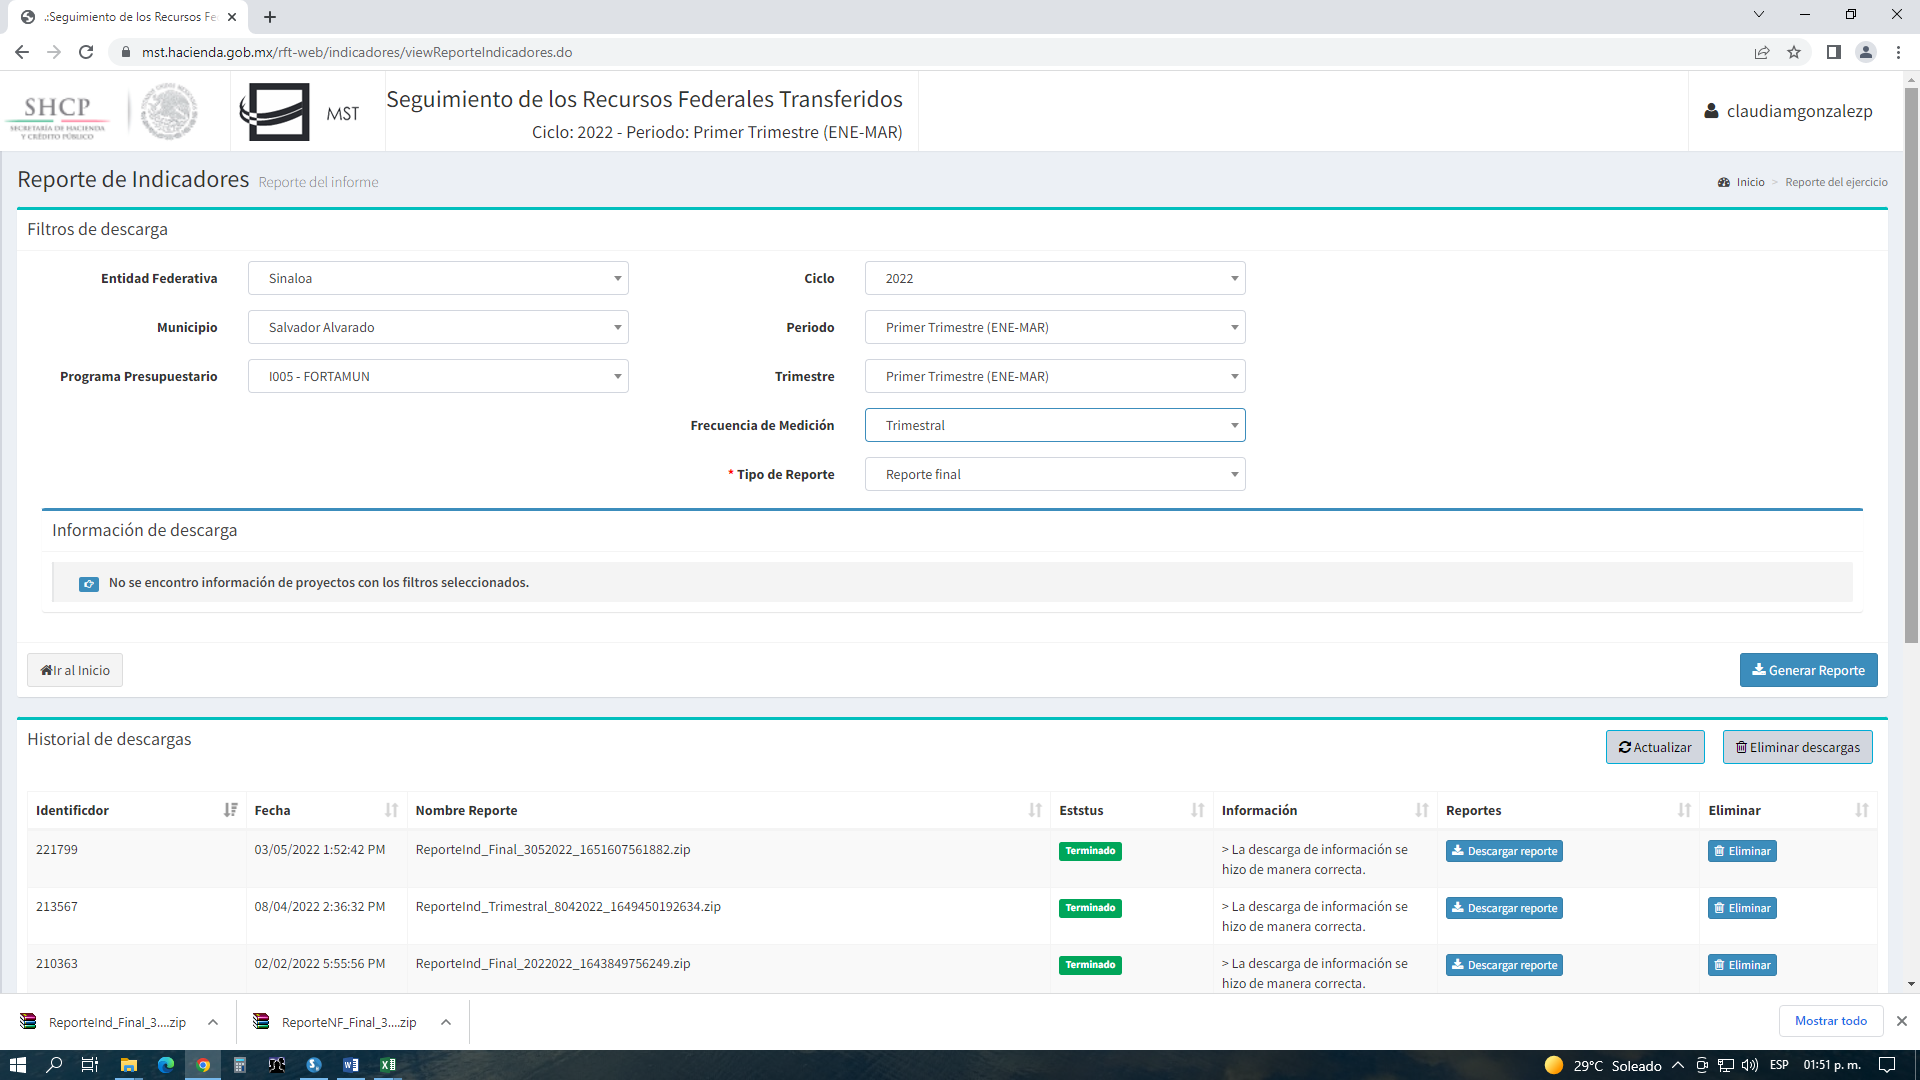 .:Seguimiento de los Recursos Fe
mst.hacienda.gob.mx/rft-web/indicadores/viewReporteIndicadores.do
SHCP
SECRETARÍA DE HACIENDA
Y CRÉDITO PÚBLICO
MST
Seguimiento de los Recursos Federales Transferidos
Ciclo: 2022 - Periodo: Primer Trimestre (ENE-MAR)
claudiamgonzalezp
Reporte de Indicadores Reporte del informe
Inicio > Reporte del ejercicio
Filtros de descarga
Entidad Federativa Sinaloa Ciclo 2022
Municipio Salvador Alvarado Periodo Primer Trimestre (ENE-MAR)
Programa Presupuestario I005 - FORTAMUN Trimestre Primer Trimestre (ENE-MAR)
Frecuencia de Medición Trimestral
* Tipo de Reporte Reporte final
Información de descarga
No se encontro información de proyectos con los filtros seleccionados.
Ir al Inicio Generar Reporte
Historial de descargas Actualizar Eliminar descargas
Identificdor Fecha Nombre Reporte Eststus Información Reportes Eliminar
221799 03/05/2022 1:52:42 PM ReporteInd_Final_3052022_1651607561882.zip Terminado > La descarga de información se Descargar reporte Eliminar
hizo de manera correcta.
213567 08/04/2022 2:36:32 PM ReporteInd_Trimestral_8042022_1649450192634.zip Terminado > La descarga de información se Descargar reporte Eliminar
hizo de manera correcta.
210363 02/02/2022 5:55:56 PM ReporteInd_Final_2022022_1643849756249.zip Terminado > La descarga de información se Descargar reporte Eliminar
hizo de manera correcta.
ReporteInd_Final_3....zip ReporteNF_Final_3....zip Mostrar todo
29°C Soleado ESP 01:51 p. m.